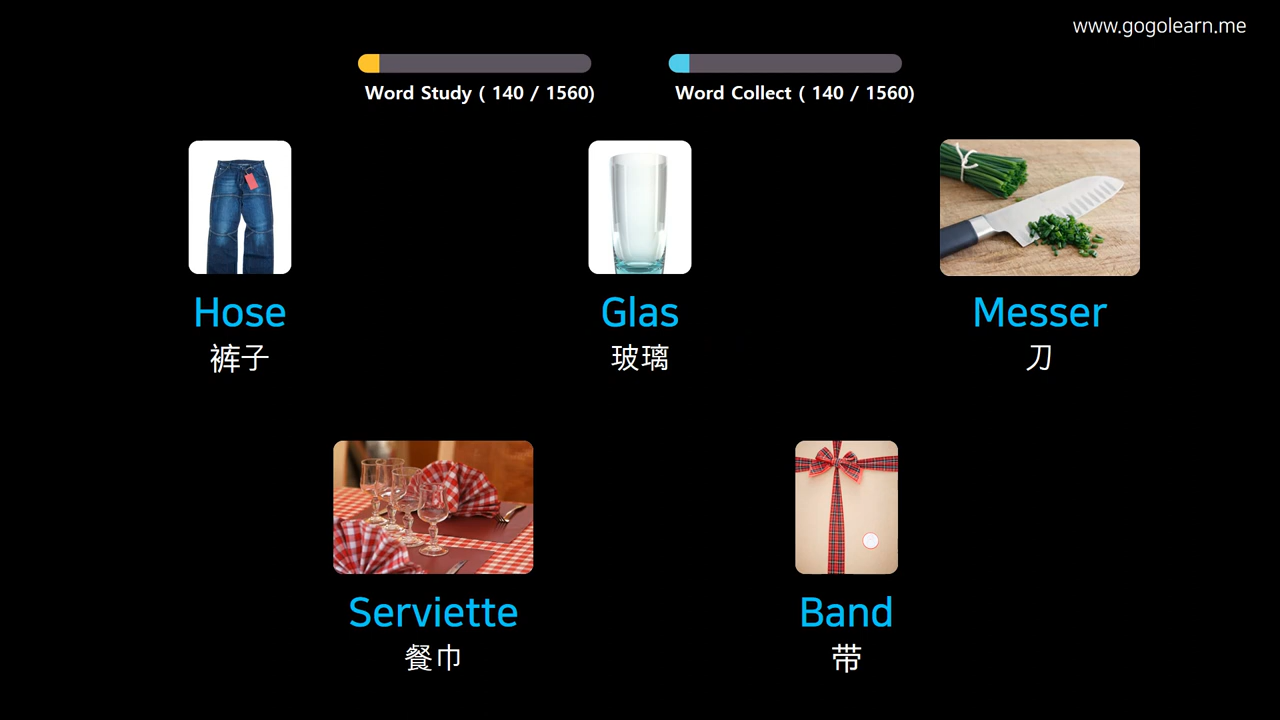 www.gogolearn.me
Word Study ( 140 / 1560)
Word Collect ( 140 / 1560)
Hose
裤子
Glas
玻璃
Messer
刀
Serviette
餐巾
Band
带